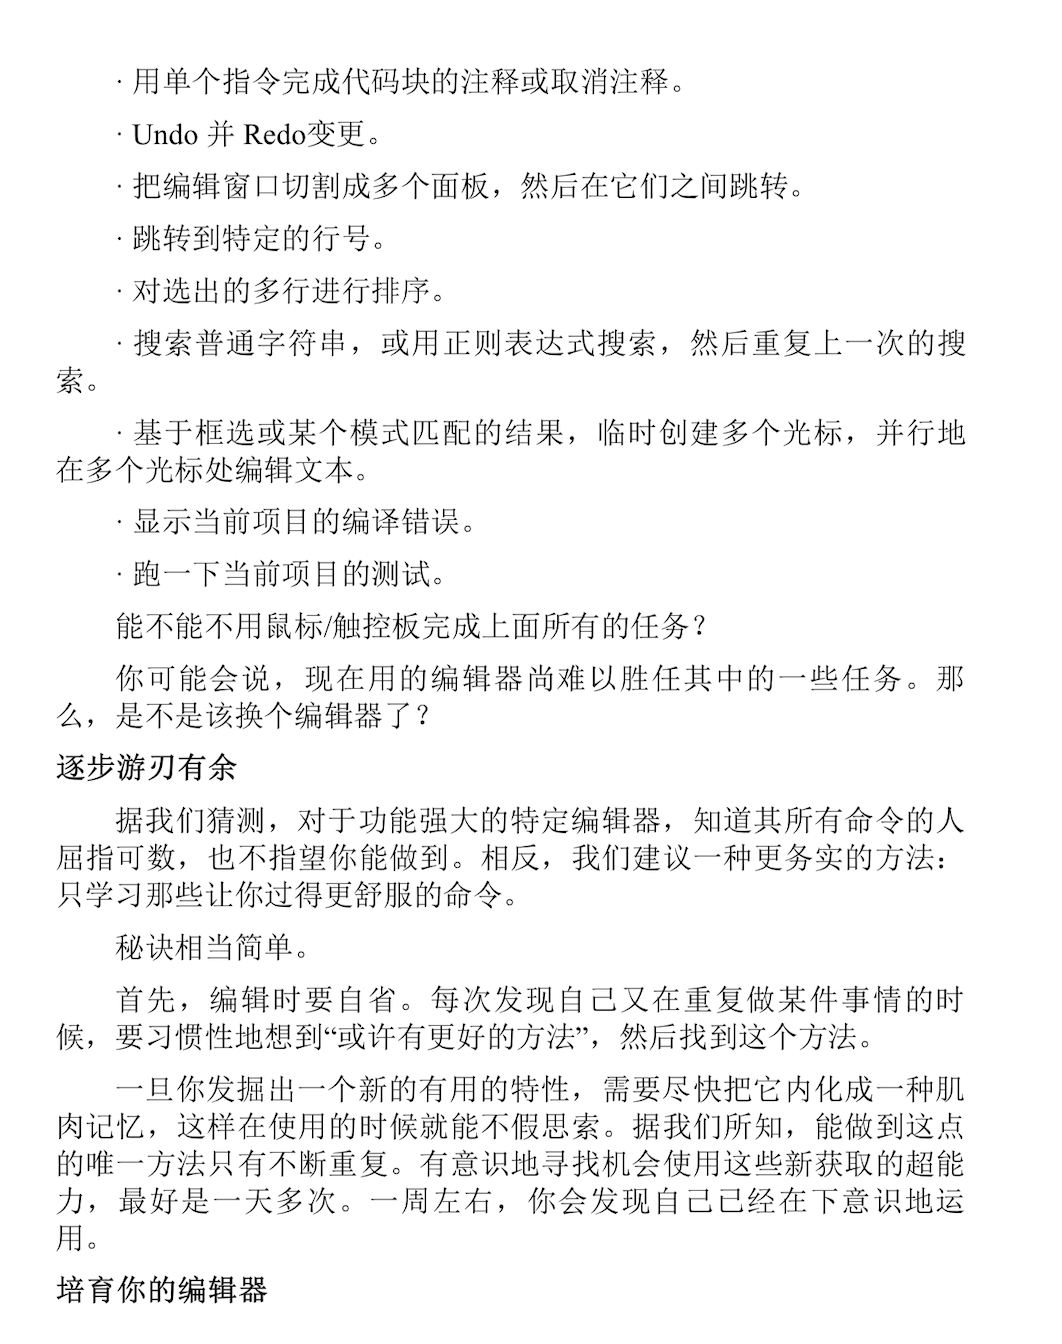 · 用单个指令完成代码块的注释或取消注释。
· Undo 并 Redo变更。
· 把编辑窗口切割成多个面板，然后在它们之间跳转。
· 跳转到特定的行号。
· 对选出的多行进行排序。
· 搜索普通字符串，或用正则表达式搜索，然后重复上一次的搜
索。
· 基于框选或某个模式匹配的结果，临时创建多个光标，并行地
在多个光标处编辑文本。
· 显示当前项目的编译错误。
· 跑一下当前项目的测试。
能不能不用鼠标/触控板完成上面所有的任务？
你可能会说，现在用的编辑器尚难以胜任其中的一些任务。那
么，是不是该换个编辑器了？
逐步游刃有余
据我们猜测，对于功能强大的特定编辑器，知道其所有命令的人
屈指可数，也不指望你能做到。相反，我们建议一种更务实的方法：
只学习那些让你过得更舒服的命令。
秘诀相当简单。
首先，编辑时要自省。每次发现自己又在重复做某件事情的时
候，要习惯性地想到“或许有更好的方法”，然后找到这个方法。
一旦你发掘出一个新的有用的特性，需要尽快把它内化成一种肌
肉记忆，这样在使用的时候就能不假思索。据我们所知，能做到这点
的唯一方法只有不断重复。有意识地寻找机会使用这些新获取的超能
力，最好是一天多次。一周左右，你会发现自己已经在下意识地运
用。
培育你的编辑器